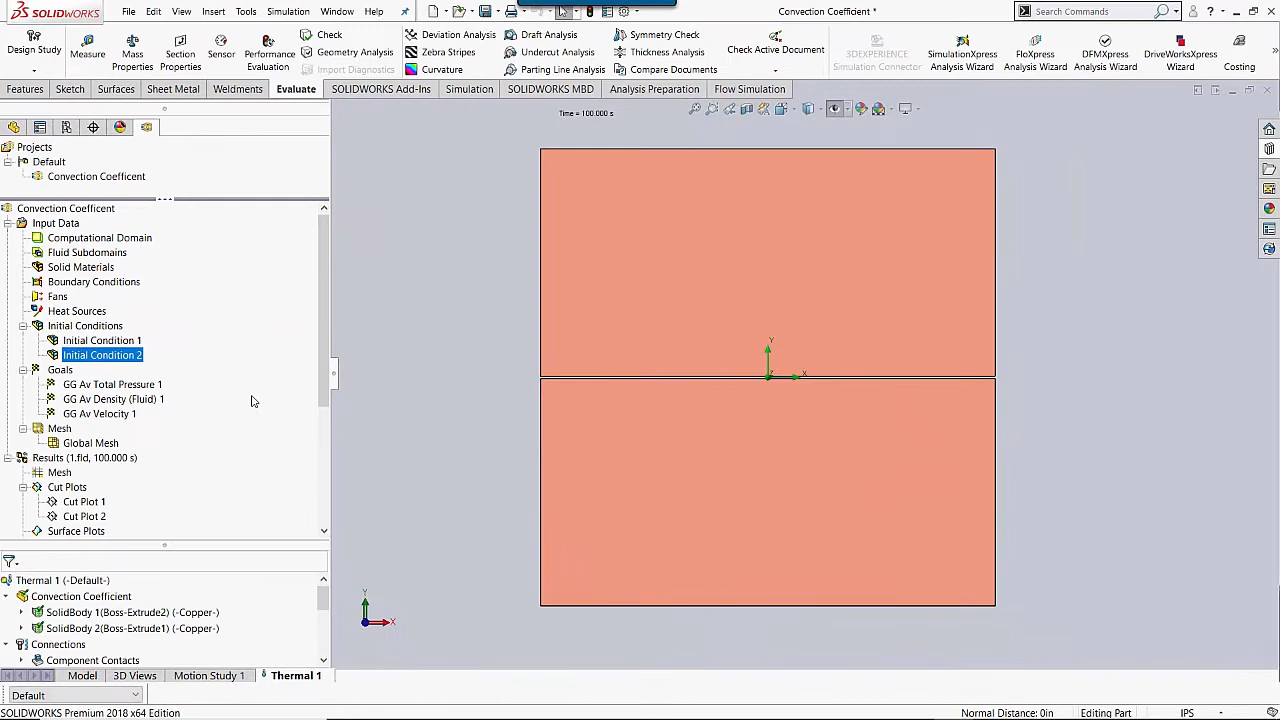 SOLIDWORKS File Edit View Insert Tools Simulation Window Help Convection Coefficient * Search Commands
Design Study
Measure
Mass Properties
Section Properties
Sensor
Performance Evaluation
Check
Geometry Analysis
Import Diagnostics
Deviation Analysis
Zebra Stripes
Curvature
Draft Analysis
Undercut Analysis
Parting Line Analysis
Symmetry Check
Thickness Analysis
Compare Documents
Check Active Document
3DEXPERIENCE Simulation Connector
SimulationXpress Analysis Wizard
FloXpress Analysis Wizard
DFMXpress Analysis Wizard
DriveWorksXpress Wizard
Costing
Features Sketch Surfaces Sheet Metal Weldments Evaluate SOLIDWORKS Add-Ins Simulation SOLIDWORKS MBD Analysis Preparation Flow Simulation
Time = 100.000 s
Projects
Default
Convection Coefficent
Convection Coefficent
Input Data
Computational Domain
Fluid Subdomains
Solid Materials
Boundary Conditions
Fans
Heat Sources
Initial Conditions
Initial Condition 1
Initial Condition 2
Goals
GG Av Total Pressure 1
GG Av Density (Fluid) 1
GG Av Velocity 1
Mesh
Global Mesh
Results (1.fld, 100.000 s)
Mesh
Cut Plots
Cut Plot 1
Cut Plot 2
Surface Plots
Thermal 1 (-Default-)
Convection Coefficient
SolidBody 1(Boss-Extrude2) (-Copper-)
SolidBody 2(Boss-Extrude1) (-Copper-)
Connections
Component Contacts
Y
Z X
Y
X
Model 3D Views Motion Study 1 Thermal 1
Default
SOLIDWORKS Premium 2018 x64 Edition Normal Distance: 0in Editing Part IPS